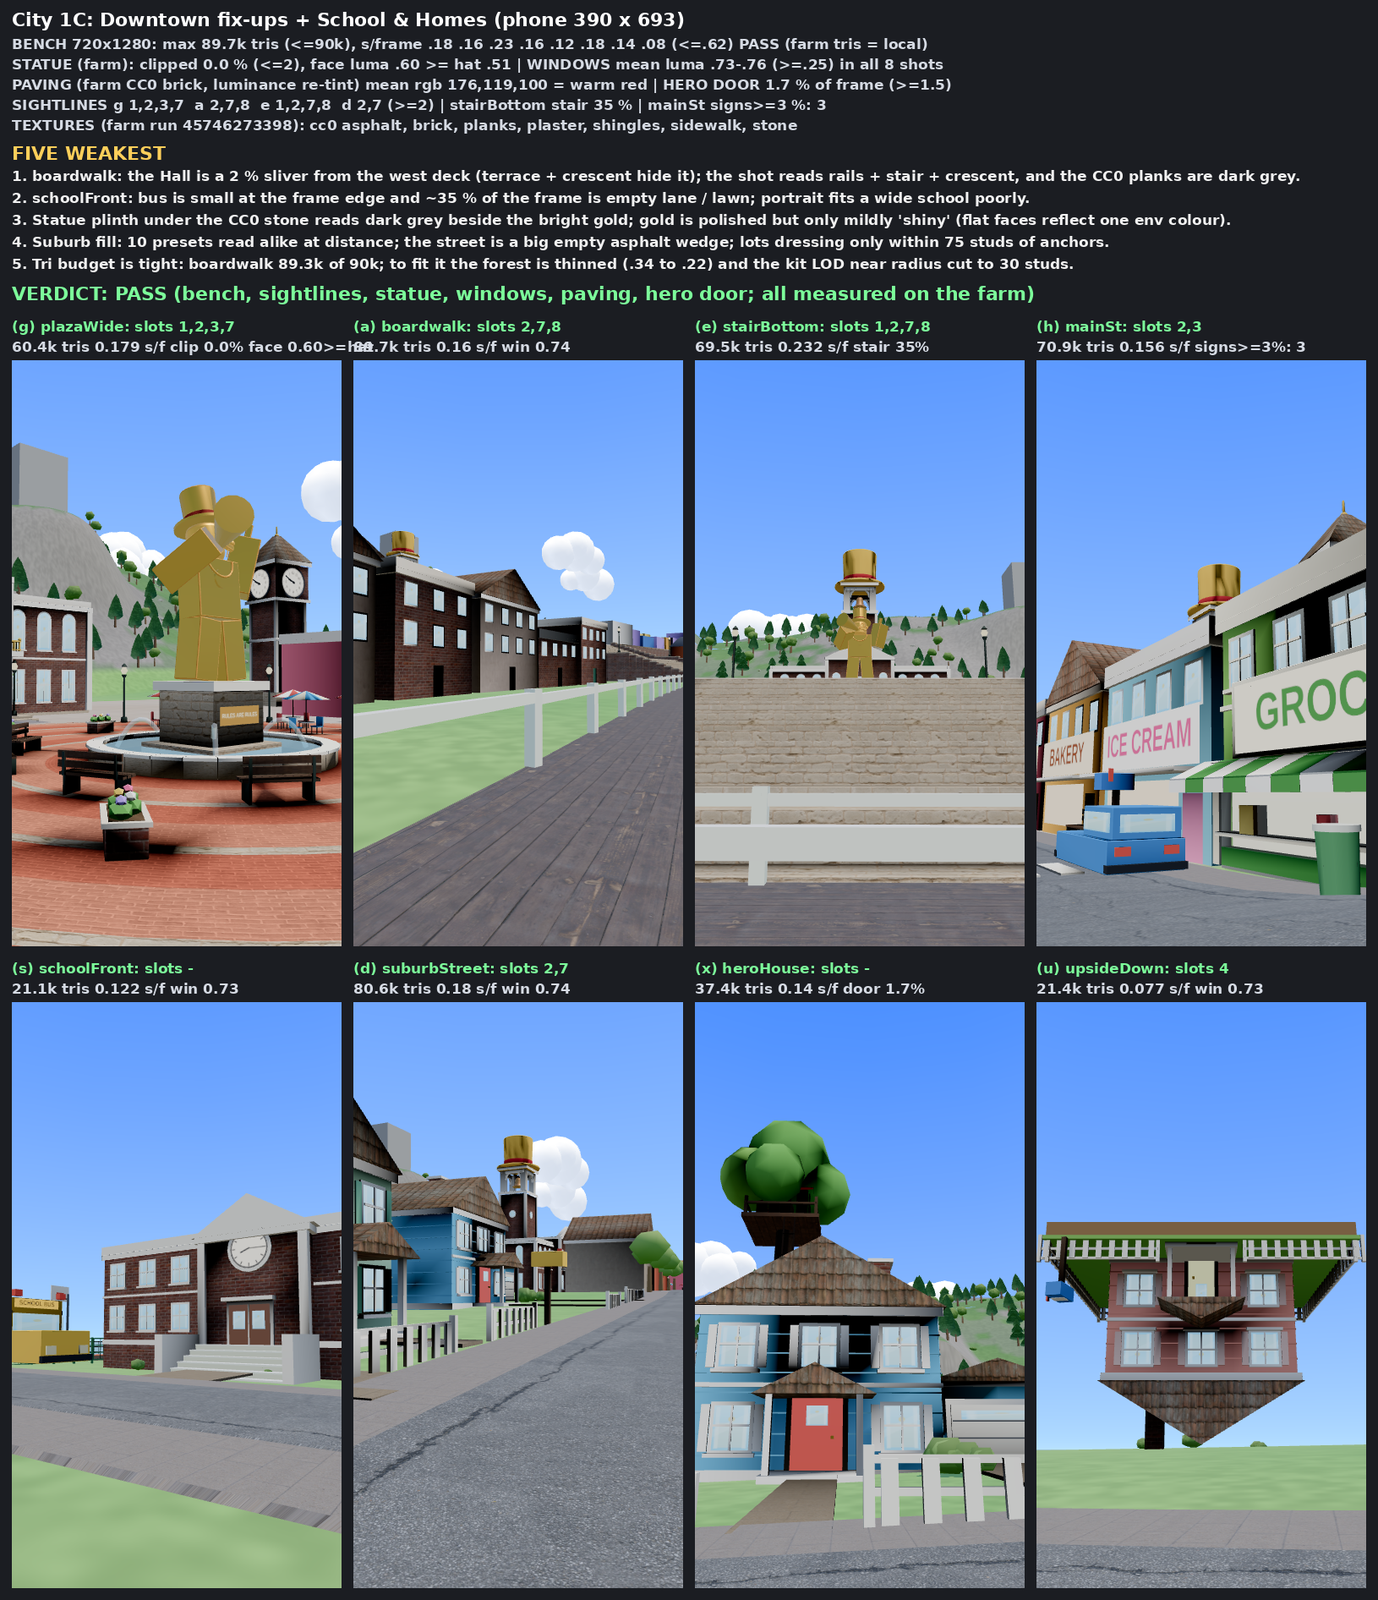 City 1C: Downtown fix-ups + School & Homes (phone 390 x 693)
BENCH 720x1280: max 89.7k tris (<=90k), s/frame .18 .16 .23 .16 .12 .18 .14 .08 (<=.62) PASS (farm tris = local)
STATUE (farm): clipped 0.0 % (<=2), face luma .60 >= hat .51 | WINDOWS mean luma .73-.76 (>=.25) in all 8 shots
PAVING (farm CC0 brick, luminance re-tint) mean rgb 176,119,100 = warm red | HERO DOOR 1.7 % of frame (>=1.5)
SIGHTLINES g 1,2,3,7  a 2,7,8  e 1,2,7,8  d 2,7 (>=2) | stairBottom stair 35 % | mainSt signs>=3 %: 3
TEXTURES (farm run 45746273398): cc0 asphalt, brick, planks, plaster, shingles, sidewalk, stone
FIVE WEAKEST
1. boardwalk: the Hall is a 2 % sliver from the west deck (terrace + crescent hide it); the shot reads rails + stair + crescent, and the CC0 planks are dark grey.
2. schoolFront: bus is small at the frame edge and ~35 % of the frame is empty lane / lawn; portrait fits a wide school poorly.
3. Statue plinth under the CC0 stone reads dark grey beside the bright gold; gold is polished but only mildly 'shiny' (flat faces reflect one env colour).
4. Suburb fill: 10 presets read alike at distance; the street is a big empty asphalt wedge; lots dressing only within 75 studs of anchors.
5. Tri budget is tight: boardwalk 89.3k of 90k; to fit it the forest is thinned (.34 to .22) and the kit LOD near radius cut to 30 studs.
VERDICT: PASS (bench, sightlines, statue, windows, paving, hero door; all measured on the farm)
(g) plazaWide: slots 1,2,3,7
60.4k tris 0.179 s/f clip 0.0% face 0.60>=hat
(a) boardwalk: slots 2,7,8
89.7k tris 0.16 s/f win 0.74
(e) stairBottom: slots 1,2,7,8
69.5k tris 0.232 s/f stair 35%
(h) mainSt: slots 2,3
70.9k tris 0.156 s/f signs>=3%: 3
BAKERY
ICE CREAM
GROC
(s) schoolFront: slots -
21.1k tris 0.122 s/f win 0.73
(d) suburbStreet: slots 2,7
80.6k tris 0.18 s/f win 0.74
(x) heroHouse: slots -
37.4k tris 0.14 s/f door 1.7%
(u) upsideDown: slots 4
21.4k tris 0.077 s/f win 0.73
SCHOOL BUS